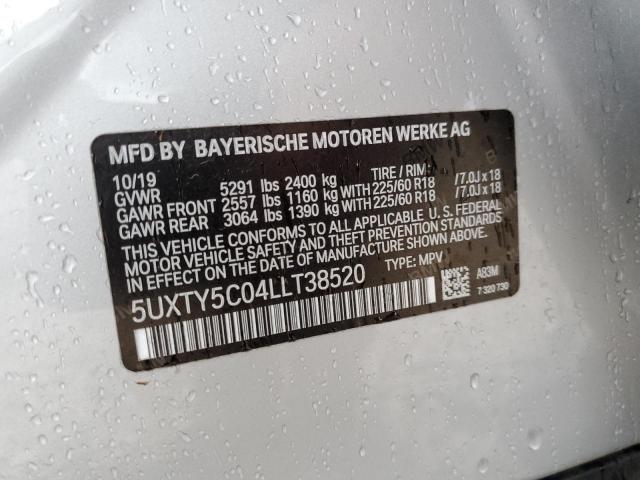 MFD BY BAYERISCHE MOTOREN WERKE AG
10/19 TIRE / RIM:
GVWR 5291 lbs 2400 kg
GAWR FRONT 2557 lbs 1160 kg WITH 225/60 R18 / 7.0J x 18
GAWR REAR 3064 lbs 1390 kg WITH 225/60 R18 / 7.0J x 18
THIS VEHICLE CONFORMS TO ALL APPLICABLE U. S. FEDERAL
MOTOR VEHICLE SAFETY AND THEFT PREVENTION STANDARDS
IN EFFECT ON THE DATE OF MANUFACTURE SHOWN ABOVE.
5UXTY5C04LLT38520 TYPE: MPV
A83M
7 320 730